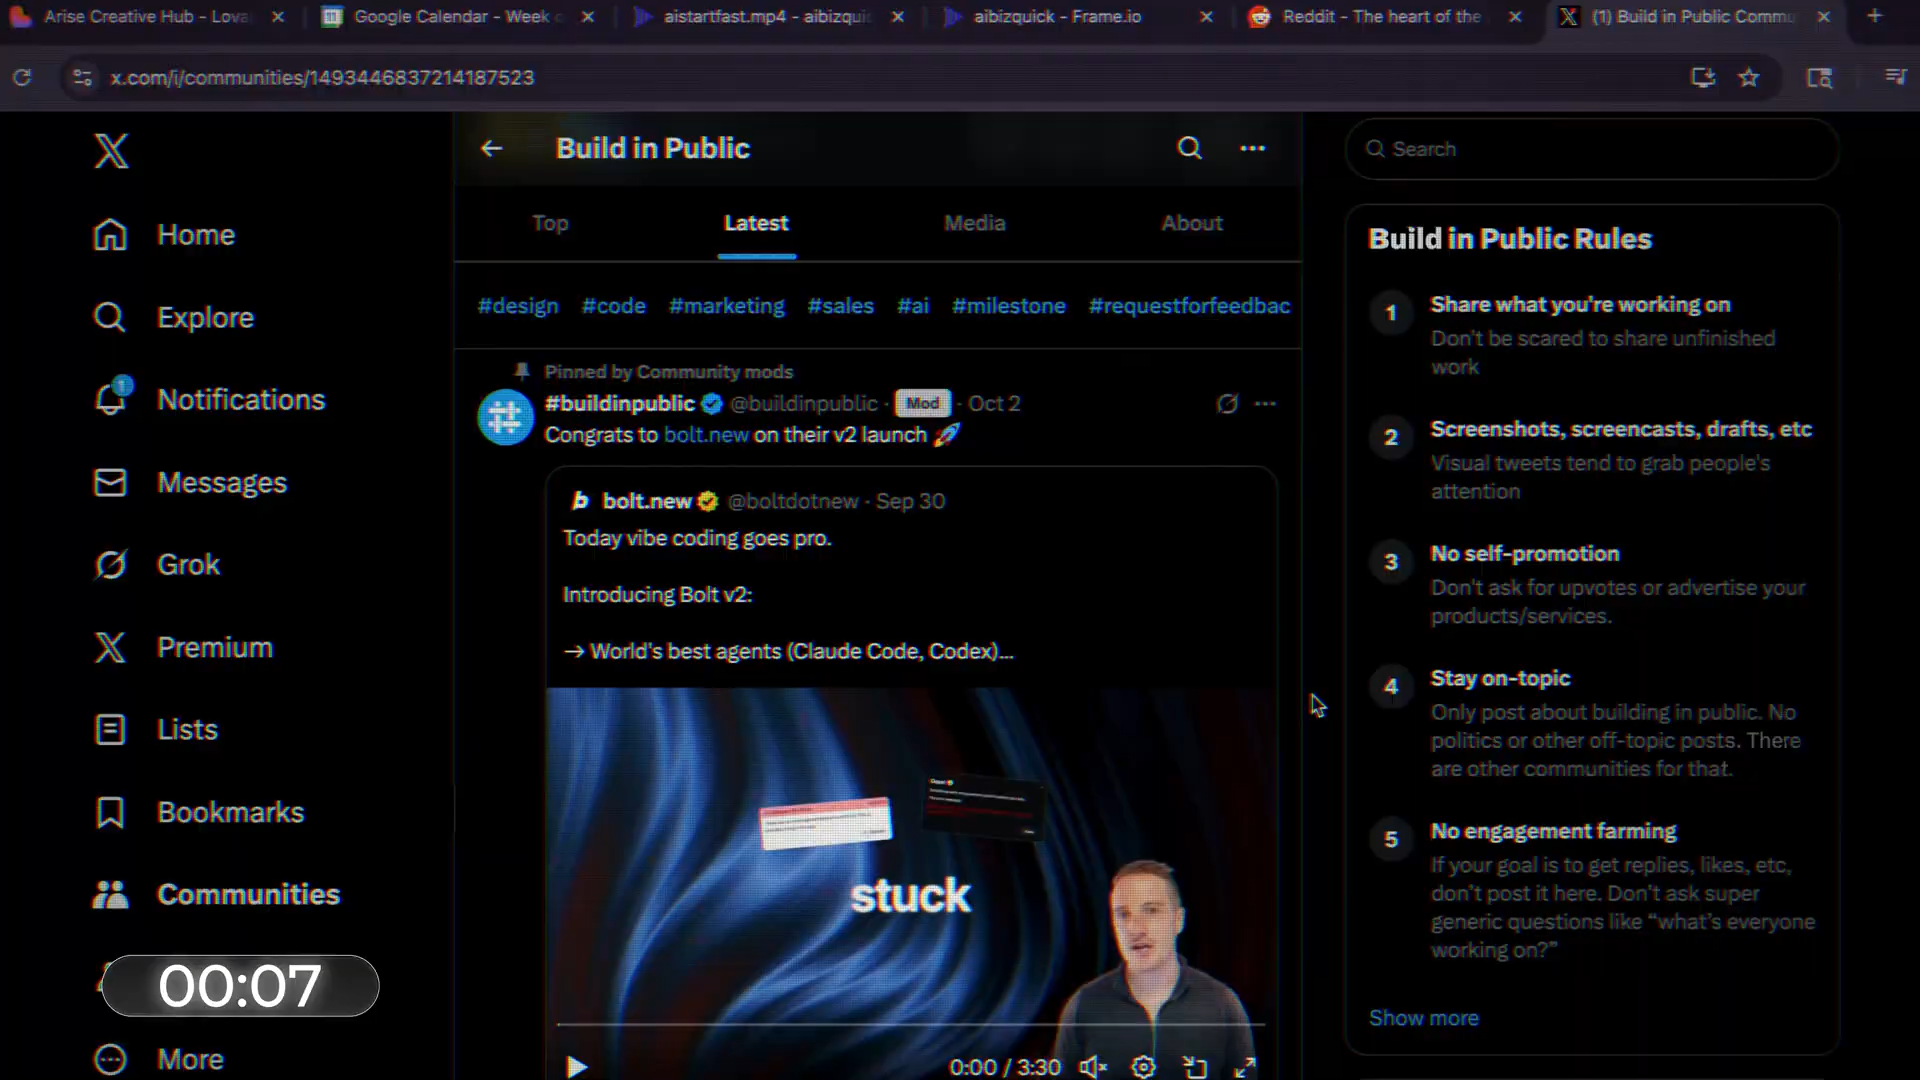 Arise Creative Hub - Lova
Google Calendar - Week o
aistartfast.mp4 - aibizqui
aibizquick - Frame.io
Reddit - The heart of the
(1) Build in Public Commu
x.com/i/communities/1493446837214187523
Home
Explore
1
Notifications
Messages
Grok
Premium
Lists
Bookmarks
Communities
00:07
More
Build in Public
Top
Latest
Media
About
#design #code #marketing #sales #ai #milestone #requestforfeedbac
Pinned by Community mods
#buildinpublic @buildinpublic · Mod · Oct 2
Congrats to bolt.new on their v2 launch 🚀
bolt.new @boltdotnew · Sep 30
Today vibe coding goes pro.
Introducing Bolt v2:
→ World's best agents (Claude Code, Codex)...
stuck
0:00 / 3:30
Search
Build in Public Rules
1
Share what you're working on
Don't be scared to share unfinished
work
2
Screenshots, screencasts, drafts, etc
Visual tweets tend to grab people's
attention
3
No self-promotion
Don't ask for upvotes or advertise your
products/services.
4
Stay on-topic
Only post about building in public. No
politics or other off-topic posts. There
are other communities for that.
5
No engagement farming
If your goal is to get replies, likes, etc,
don't post it here. Don't ask super
generic questions like “what's everyone
working on?”
Show more